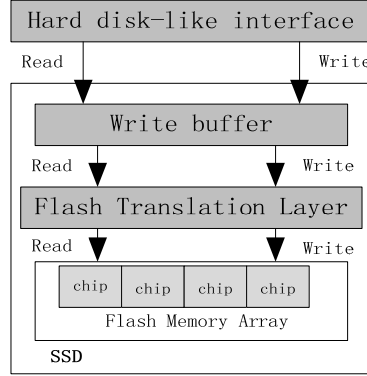 Hard disk-like interface
Read Write
Write buffer
Read Write
Flash Translation Layer
Read Write
chip chip chip chip
Flash Memory Array
SSD